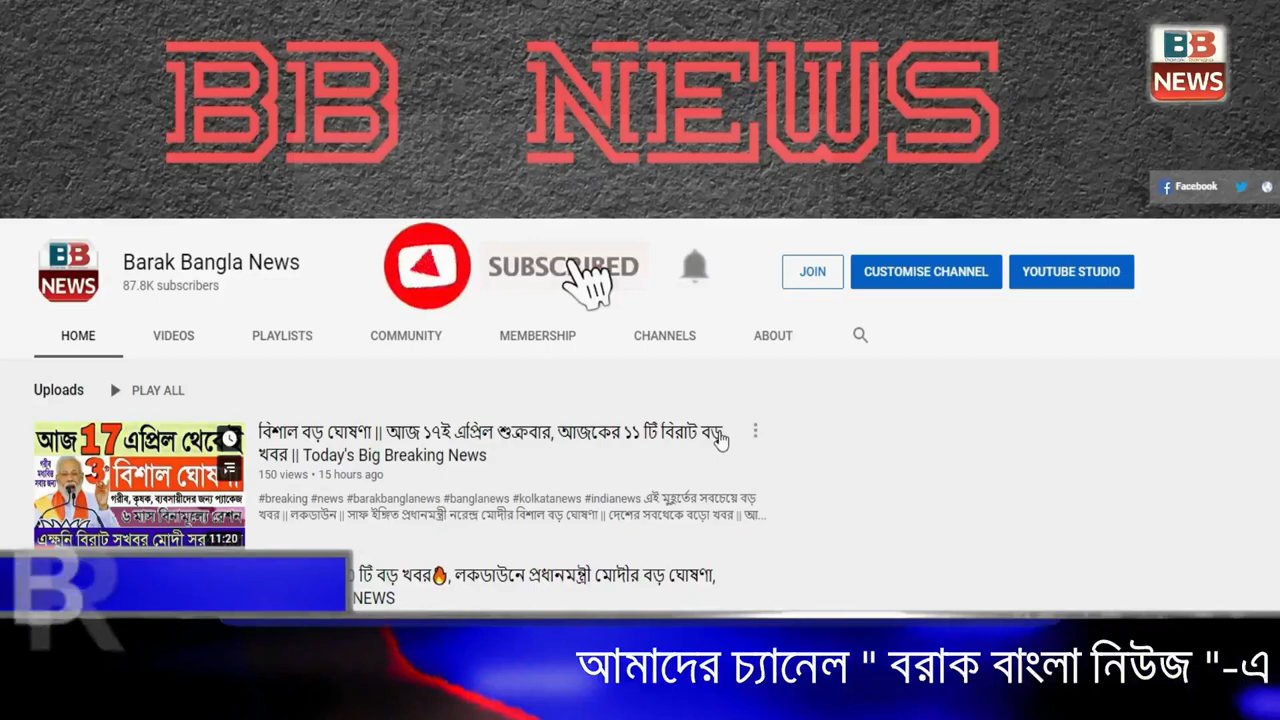 BB NEWS
BB
NEWS
Facebook
BB
NEWS
Barak Bangla News
87.8K subscribers
SUBSCRIBED
JOIN
CUSTOMISE CHANNEL
YOUTUBE STUDIO
HOME
VIDEOS
PLAYLISTS
COMMUNITY
MEMBERSHIP
CHANNELS
ABOUT
Uploads
PLAY ALL
আজ 17 এপ্রিল থেকে
৩ বিশাল ঘোষণা
গরীব, কৃষক, ব্যবসায়ীদের জন্য প্যাকেজ
৬ মাস বিনামূল্যে রেশন
এক্ষনি বিরাট সুখবর মোদী
11:20
বিশাল বড় ঘোষণা || আজ ১৭ই এপ্রিল শুক্রবার, আজকের ১১ টি বিরাট বড়
খবর || Today's Big Breaking News
150 views • 15 hours ago
#breaking #news #barakbanglanews #banglanews #kolkatanews #indianews এই মুহূর্তের সবচেয়ে বড়
খবর || লকডাউন || সাফ ইঙ্গিত প্রধানমন্ত্রী নরেন্দ্র মোদীর বিশাল বড় ঘোষণা || দেশের সবথেকে বড়ো খবর || আ...
টি বড় খবর🔥, লকডাউনে প্রধানমন্ত্রী মোদীর বড় ঘোষণা,
NEWS
আমাদের চ্যানেল " বরাক বাংলা নিউজ "-এ